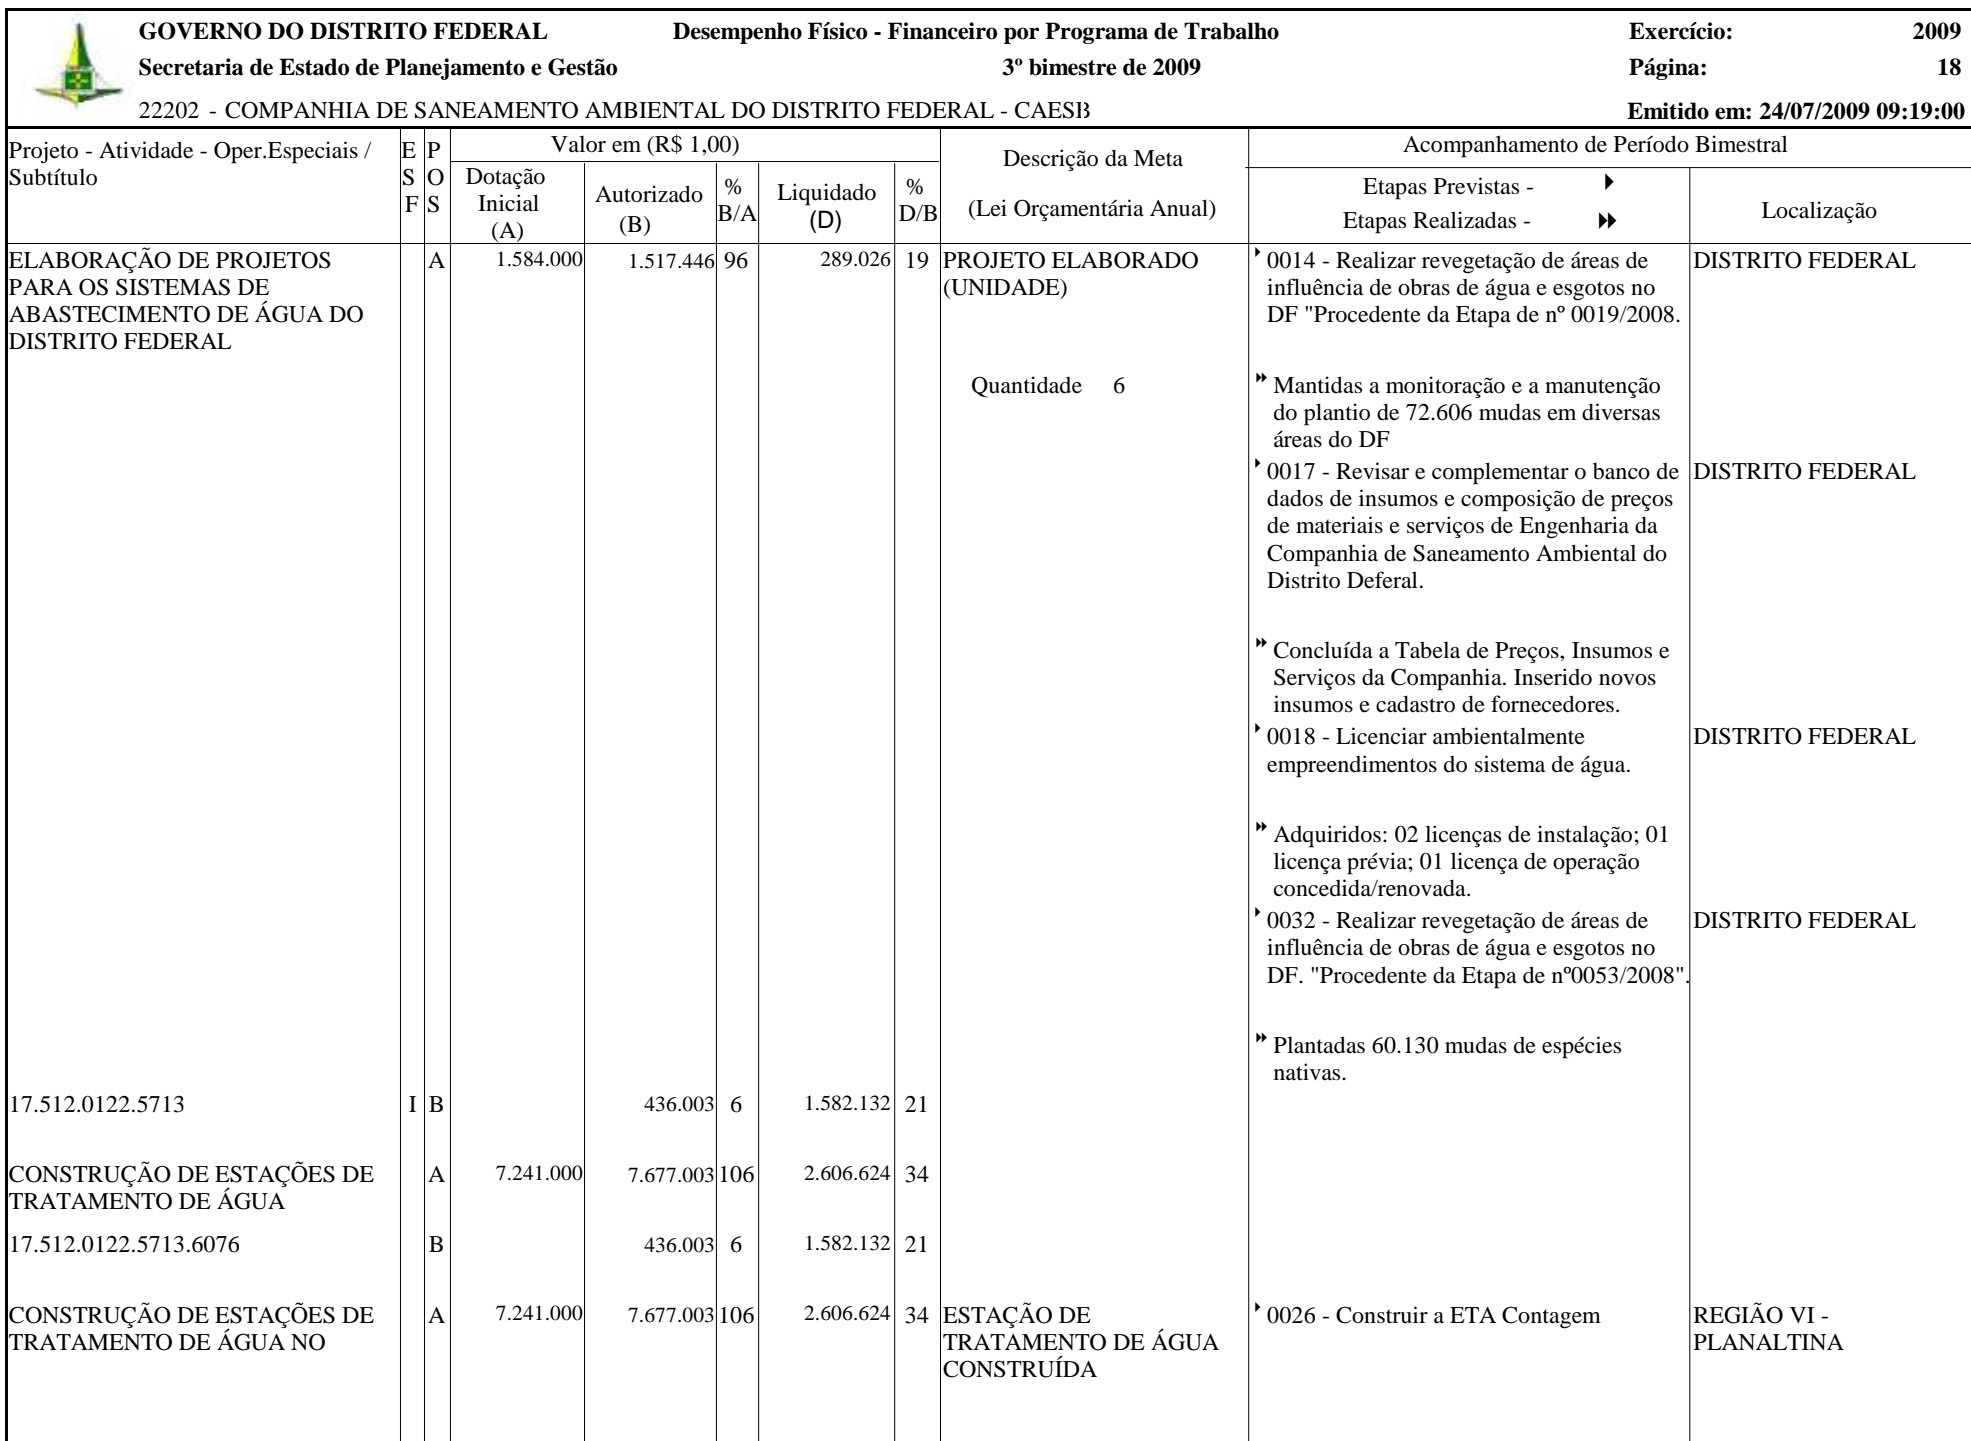 GOVERNO DO DISTRITO FEDERAL Desempenho Físico - Financeiro por Programa de Trabalho Exercício: 2009
Secretaria de Estado de Planejamento e Gestão 3º bimestre de 2009 Página: 18
22202 - COMPANHIA DE SANEAMENTO AMBIENTAL DO DISTRITO FEDERAL - CAESB Emitido em: 24/07/2009 09:19:00
Projeto - Atividade - Oper.Especiais /
Subtítulo
E
S
F
P
O
S
Valor em (R$ 1,00)
Dotação
Inicial
(A)
Autorizado
(B)
%
B/A
Liquidado
(D)
%
D/B
Descrição da Meta
(Lei Orçamentária Anual)
Acompanhamento de Período Bimestral
Etapas Previstas -
Etapas Realizadas -
Localização
ELABORAÇÃO DE PROJETOS
PARA OS SISTEMAS DE
ABASTECIMENTO DE ÁGUA DO
DISTRITO FEDERAL
A 1.584.000 1.517.446 96 289.026 19
PROJETO ELABORADO
(UNIDADE)
Quantidade 6
0014 - Realizar revegetação de áreas de
influência de obras de água e esgotos no
DF "Procedente da Etapa de nº 0019/2008.
DISTRITO FEDERAL
Mantidas a monitoração e a manutenção
do plantio de 72.606 mudas em diversas
áreas do DF
0017 - Revisar e complementar o banco de
dados de insumos e composição de preços
de materiais e serviços de Engenharia da
Companhia de Saneamento Ambiental do
Distrito Deferal.
DISTRITO FEDERAL
Concluída a Tabela de Preços, Insumos e
Serviços da Companhia. Inserido novos
insumos e cadastro de fornecedores.
0018 - Licenciar ambientalmente
empreendimentos do sistema de água.
DISTRITO FEDERAL
Adquiridos: 02 licenças de instalação; 01
licença prévia; 01 licença de operação
concedida/renovada.
0032 - Realizar revegetação de áreas de
influência de obras de água e esgotos no
DF. "Procedente da Etapa de nº0053/2008".
DISTRITO FEDERAL
Plantadas 60.130 mudas de espécies
nativas.
17.512.0122.5713 I B 436.003 6 1.582.132 21
CONSTRUÇÃO DE ESTAÇÕES DE
TRATAMENTO DE ÁGUA
A 7.241.000 7.677.003 106 2.606.624 34
17.512.0122.5713.6076 B 436.003 6 1.582.132 21
CONSTRUÇÃO DE ESTAÇÕES DE
TRATAMENTO DE ÁGUA NO
A 7.241.000 7.677.003 106 2.606.624 34
ESTAÇÃO DE
TRATAMENTO DE ÁGUA
CONSTRUÍDA
0026 - Construir a ETA Contagem
REGIÃO VI -
PLANALTINA